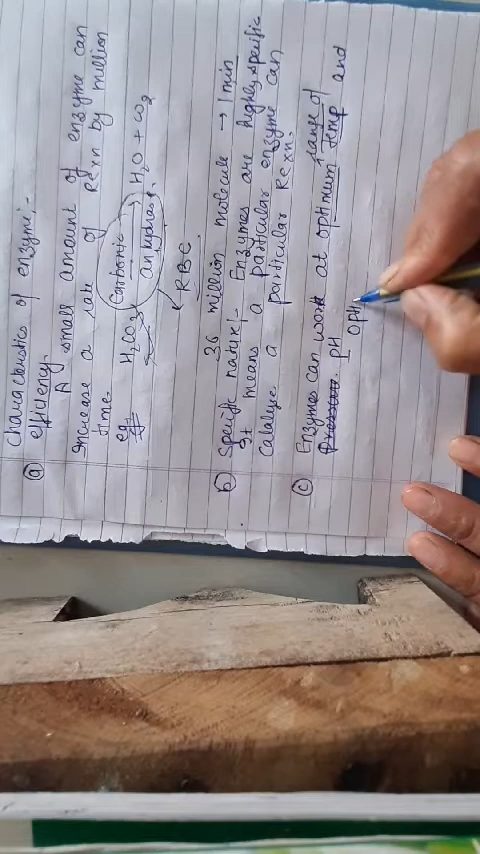 Characteristics of enzyme:-
(a) efficiency.
A small amount of enzyme can
increase a rate of Rexn by million
time.
eg H₂CO₃ Carbonic anhydrase → H₂O + CO₂
RBC.
36 million molecule → 1 min
(b) Specific nature:- Enzymes are highly specific
It means a particular enzyme can
catalyse a particular Rexn.
(c) Enzymes can work at optimum range of
pH Temp and
Opti